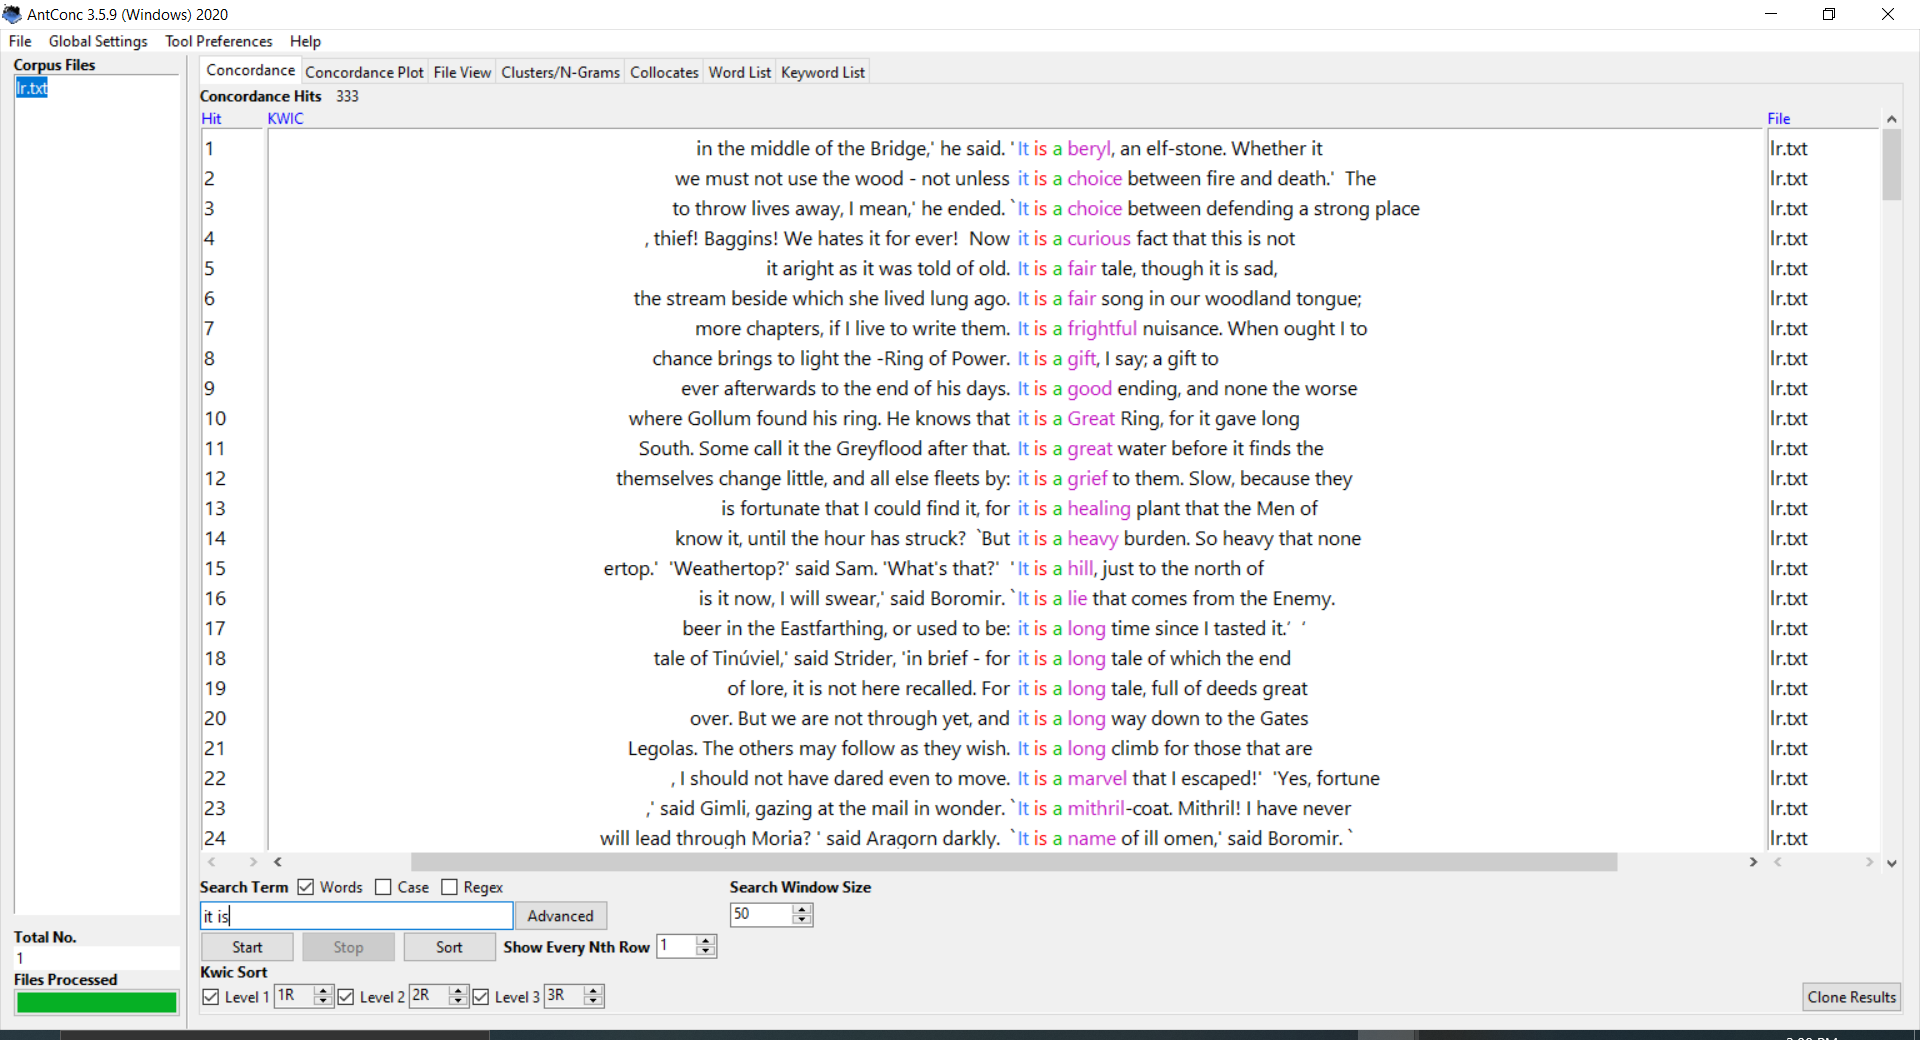 AntConc 3.5.9 (Windows) 2020
File Global Settings Tool Preferences Help
Corpus Files
lr.txt
Concordance Concordance Plot File View Clusters/N-Grams Collocates Word List Keyword List
Concordance Hits 333
Hit KWIC File
1 in the middle of the Bridge,' he said. 'It is a beryl, an elf-stone. Whether it lr.txt
2 we must not use the wood - not unless it is a choice between fire and death.' The lr.txt
3 to throw lives away, I mean,' he ended. `It is a choice between defending a strong place lr.txt
4 , thief! Baggins! We hates it for ever! Now it is a curious fact that this is not lr.txt
5 it aright as it was told of old. It is a fair tale, though it is sad, lr.txt
6 the stream beside which she lived lung ago. It is a fair song in our woodland tongue; lr.txt
7 more chapters, if I live to write them. It is a frightful nuisance. When ought I to lr.txt
8 chance brings to light the -Ring of Power. It is a gift, I say; a gift to lr.txt
9 ever afterwards to the end of his days. It is a good ending, and none the worse lr.txt
10 where Gollum found his ring. He knows that it is a Great Ring, for it gave long lr.txt
11 South. Some call it the Greyflood after that. It is a great water before it finds the lr.txt
12 themselves change little, and all else fleets by: it is a grief to them. Slow, because they lr.txt
13 is fortunate that I could find it, for it is a healing plant that the Men of lr.txt
14 know it, until the hour has struck? `But it is a heavy burden. So heavy that none lr.txt
15 ertop.' 'Weathertop?' said Sam. 'What's that?' 'It is a hill, just to the north of lr.txt
16 is it now, I will swear,' said Boromir. `It is a lie that comes from the Enemy. lr.txt
17 beer in the Eastfarthing, or used to be: it is a long time since I tasted it.' ' lr.txt
18 tale of Tinúviel,' said Strider, 'in brief - for it is a long tale of which the end lr.txt
19 of lore, it is not here recalled. For it is a long tale, full of deeds great lr.txt
20 over. But we are not through yet, and it is a long way down to the Gates lr.txt
21 Legolas. The others may follow as they wish. It is a long climb for those that are lr.txt
22 , I should not have dared even to move. It is a marvel that I escaped!' 'Yes, fortune lr.txt
23 ,' said Gimli, gazing at the mail in wonder. `It is a mithril-coat. Mithril! I have never lr.txt
24 will lead through Moria? ' said Aragorn darkly. `It is a name of ill omen,' said Boromir. ` lr.txt
Search Term Words Case Regex Search Window Size
it is Advanced 50
Start Stop Sort Show Every Nth Row 1
Kwic Sort
Level 1 1R Level 2 2R Level 3 3R Clone Results
Total No.
1
Files Processed